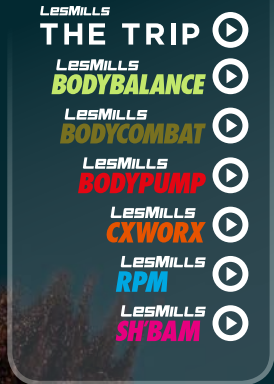 LESMILLS
THE TRIP
LESMILLS
BODYBALANCE
LESMILLS
BODYCOMBAT
LESMILLS
BODYPUMP
LESMILLS
CXWORX
LESMILLS
RPM
LESMILLS
SH'BAM